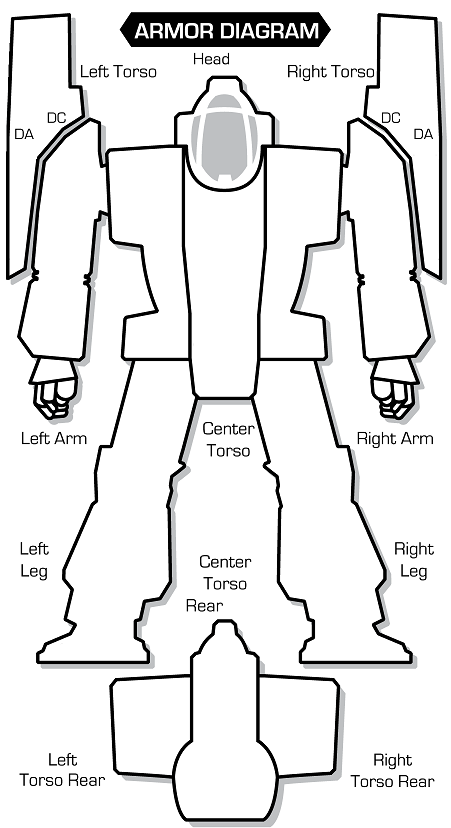 ARMOR DIAGRAM
Head
Left Torso
Right Torso
DC
DA
DC
DA
Left Arm
Center
Torso
Right Arm
Left
Leg
Right
Leg
Center
Torso
Rear
Left
Torso Rear
Right
Torso Rear